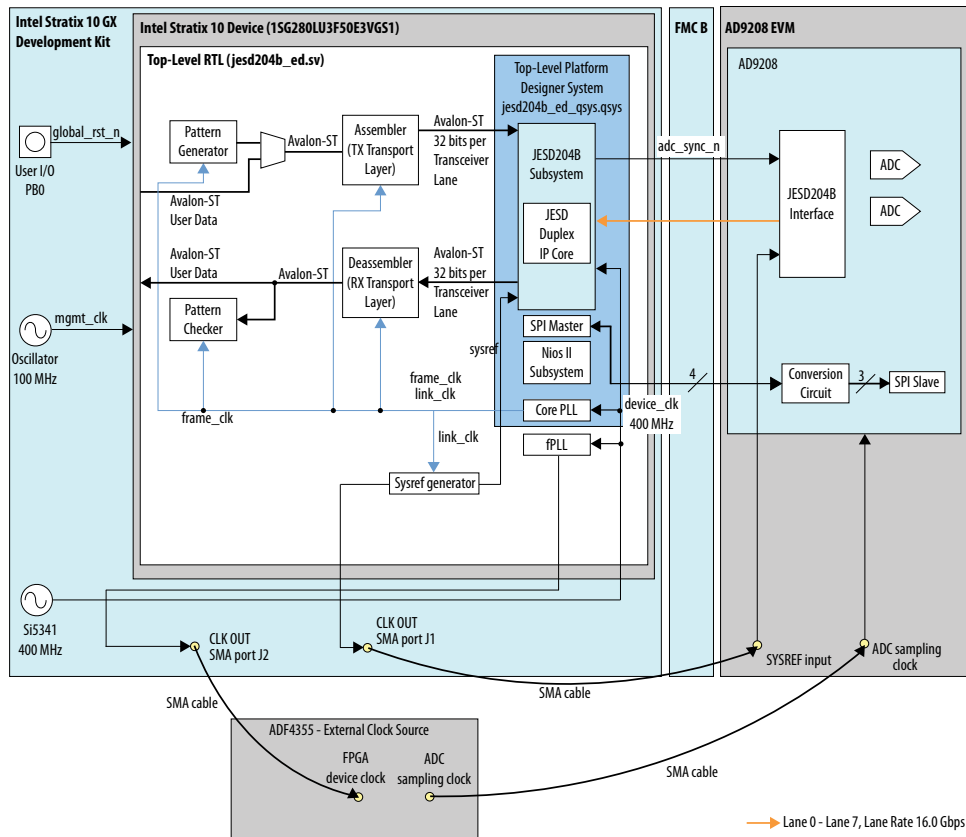 Intel Stratix 10 GX
Development Kit
Intel Stratix 10 Device (1SG280LU3F50E3VGS1)
FMC B
AD9208 EVM
Top-Level RTL (jesd204b_ed.sv)
Top-Level Platform
Designer System
jesd204b_ed_qsys.qsys
AD9208
global_rst_n
User I/O
PB0
Pattern
Generator
Avalon-ST
Assembler
(TX Transport
Layer)
Avalon-ST
32 bits per
Transceiver
Lane
JESD204B
Subsystem
adc_sync_n
JESD204B
Interface
ADC
ADC
Avalon-ST
User Data
JESD
Duplex
IP Core
Avalon-ST
User Data
Avalon-ST
Deassembler
(RX Transport
Layer)
Avalon-ST
32 bits per
Transceiver
Lane
mgmt_clk
Oscillator
100 MHz
Pattern
Checker
sysref
SPI Master
Nios II
Subsystem
4
Conversion
Circuit
3
SPI Slave
frame_clk
link_clk
frame_clk
Core PLL
device_clk
400 MHz
link_clk
fPLL
Sysref generator
Si5341
400 MHz
CLK OUT
SMA port J2
CLK OUT
SMA port J1
SYSREF input
ADC sampling
clock
SMA cable
SMA cable
SMA cable
ADF4355 - External Clock Source
FPGA
device clock
ADC
sampling clock
Lane 0 - Lane 7, Lane Rate 16.0 Gbps